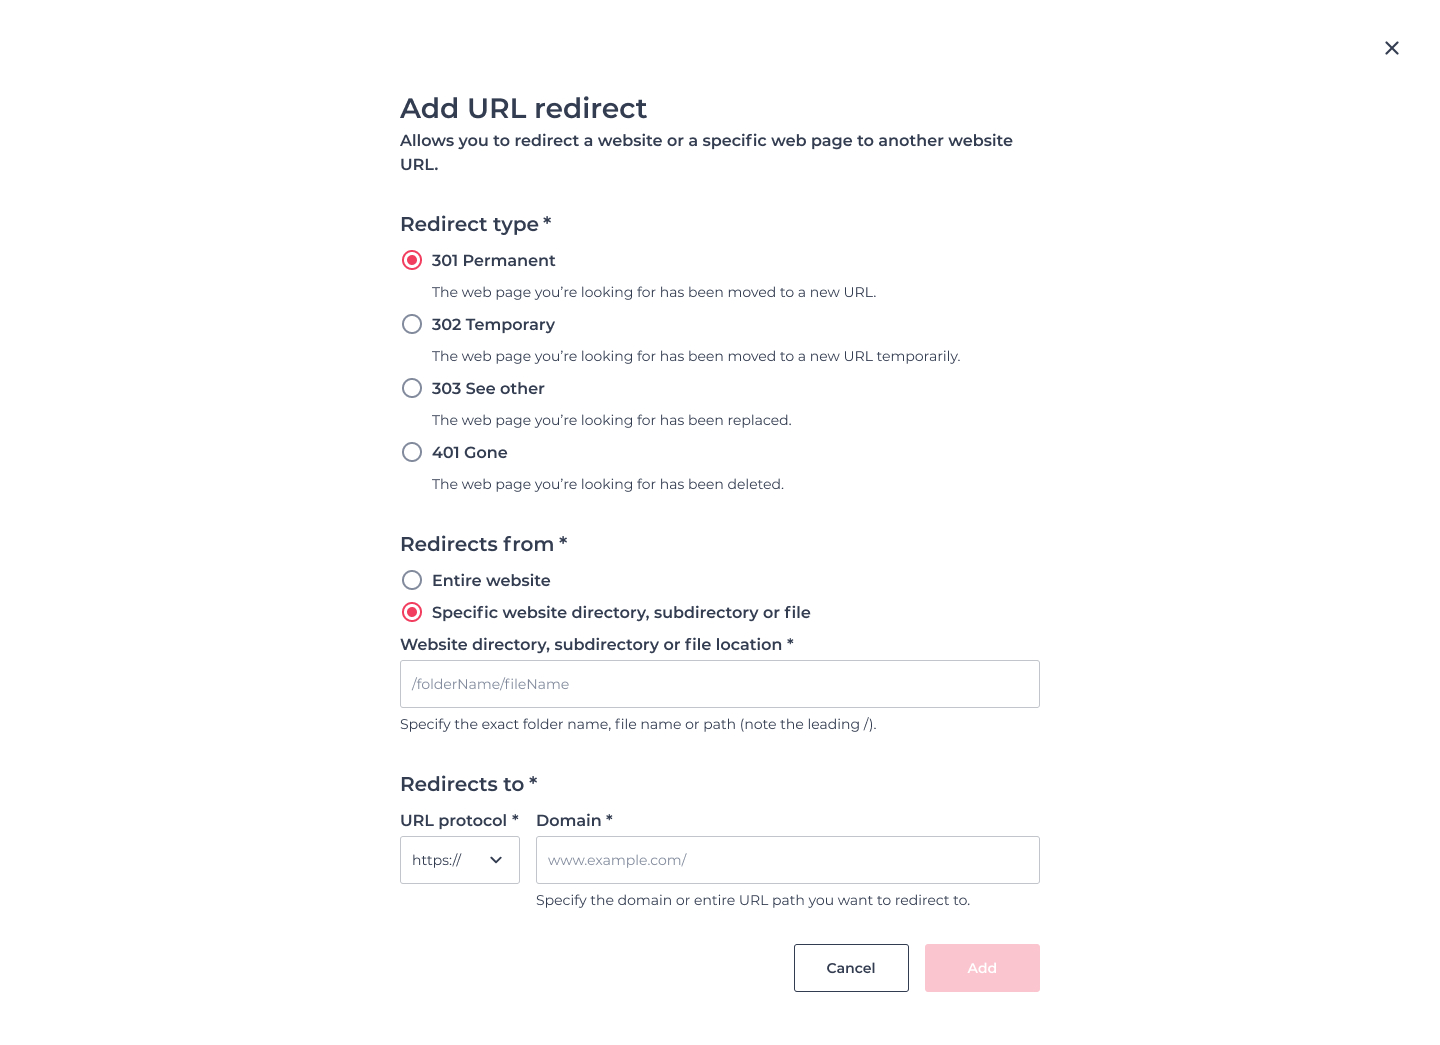 Add URL redirect
Allows you to redirect a website or a specific web page to another website
URL.
Redirect type *
301 Permanent
The web page you’re looking for has been moved to a new URL.
302 Temporary
The web page you’re looking for has been moved to a new URL temporarily.
303 See other
The web page you’re looking for has been replaced.
401 Gone
The web page you’re looking for has been deleted.
Redirects from *
Entire website
Specific website directory, subdirectory or file
Website directory, subdirectory or file location *
/folderName/fileName
Specify the exact folder name, file name or path (note the leading /).
Redirects to *
URL protocol * Domain *
https:// www.example.com/
Specify the domain or entire URL path you want to redirect to.
Cancel Add